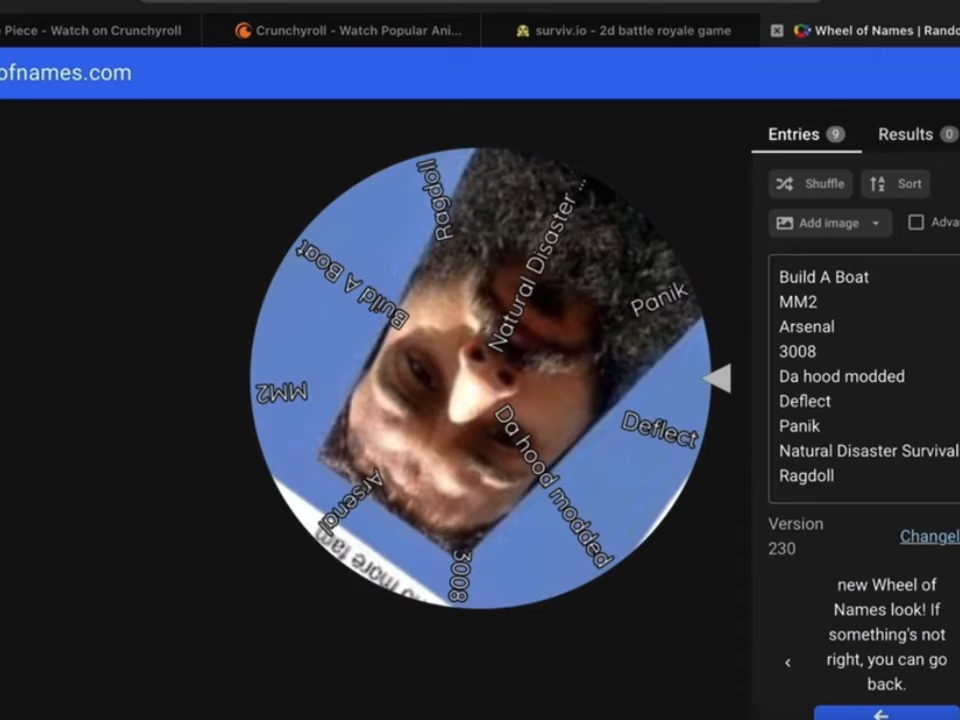 Piece - Watch on Crunchyroll
Crunchyroll - Watch Popular Ani...
surviv.io - 2d battle royale game
Wheel of Names | Rando
ofnames.com
Entries 9
Results 0
Shuffle
Sort
Add image
Adva
Build A Boat
MM2
Arsenal
3008
Da hood modded
Deflect
Panik
Natural Disaster Survival
Ragdoll
Version
230
Changel
new Wheel of
Names look! If
something's not
right, you can go
back.
Ragdoll
Natural Disaster ...
Panik
Build A Boat
MM2
Deflect
Da hood modded
Arsenal
3008
no more fam